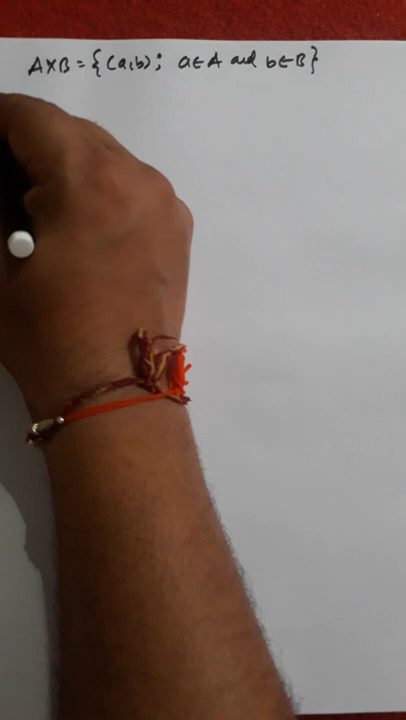 A×B = {(a,b); a∈A and b∈B}